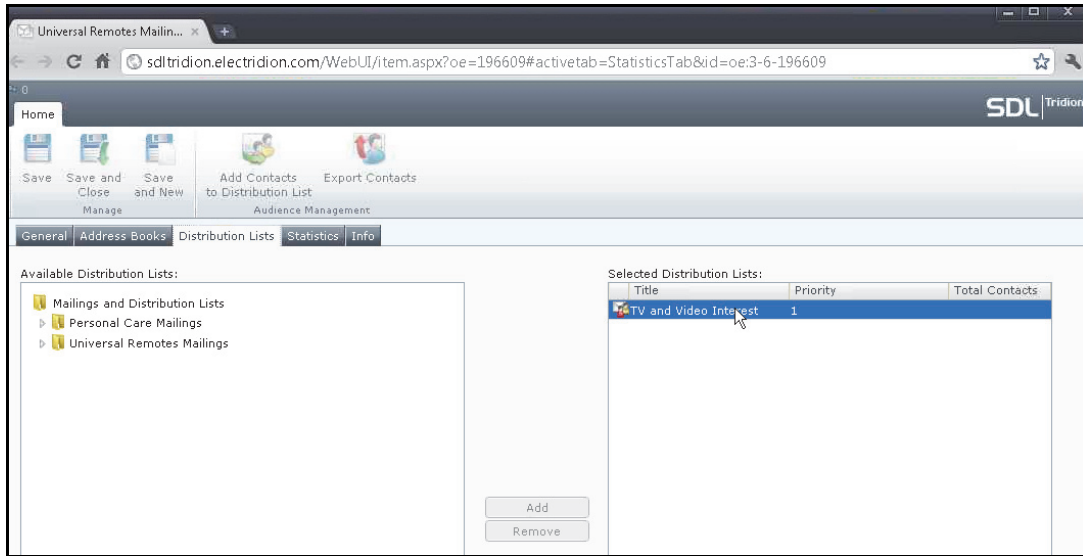 Universal Remotes Mailin...
sdltridion.electridion.com/WebUI/item.aspx?oe=196609#activetab=StatisticsTab&id=oe:3-6-196609
0
Home
SDL Tridion
Save
Save and Close
Save and New
Add Contacts to Distribution List
Export Contacts
Manage
Audience Management
General Address Books Distribution Lists Statistics Info
Available Distribution Lists:
Mailings and Distribution Lists
Personal Care Mailings
Universal Remotes Mailings
Add
Remove
Selected Distribution Lists:
Title Priority Total Contacts
TV and Video Interest 1